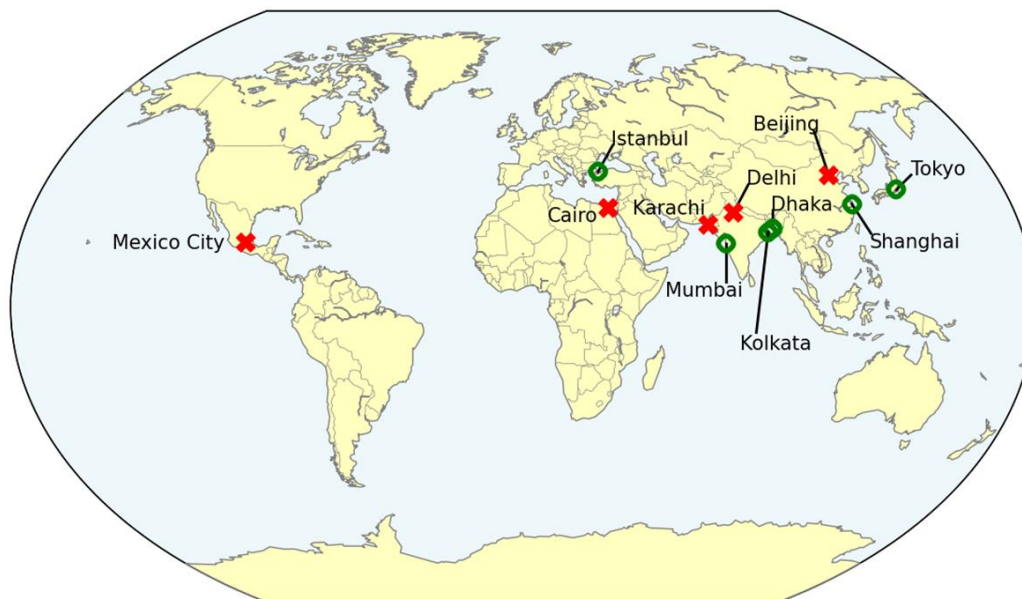 Beijing
Istanbul
Tokyo
Delhi
Karachi
Dhaka
Cairo
Mexico City
Shanghai
Mumbai
Kolkata